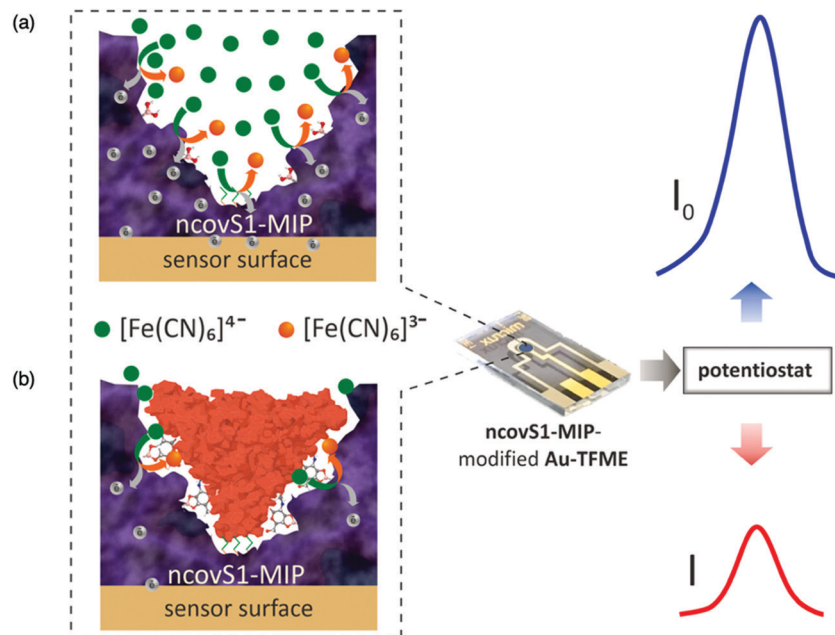 (a)
I₀
ncovS1-MIP
sensor surface
[Fe(CN)₆]⁴⁻ [Fe(CN)₆]³⁻
(b)
potentiostat
ncovS1-MIP-
modified Au-TFME
I
ncovS1-MIP
sensor surface